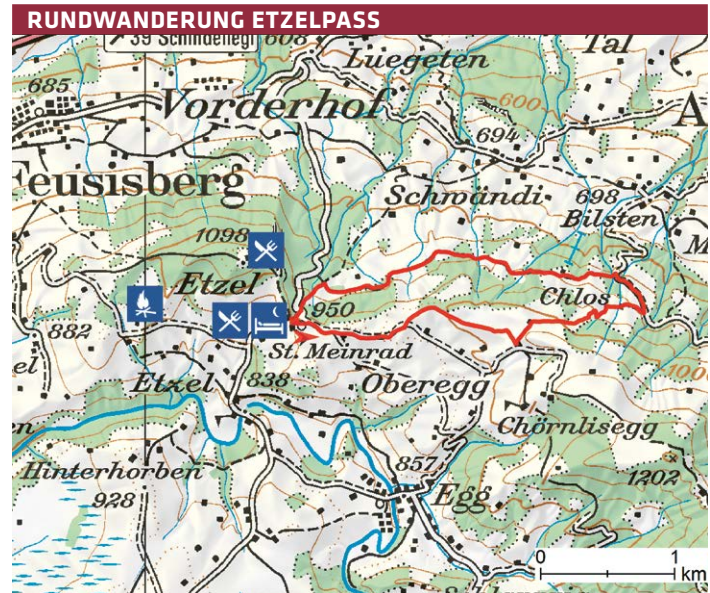 RUNDWANDERUNG ETZELPASS
39 Schindellegi
608
Tal
Luegeten
685
600
Vorderhof
694
A
Feusisberg
Schwändi
698
Bilsten
1098
M
Etzel
950
Chlos
882
St. Meinrad
Etzel
838
Oberegg
Chörnlisegg
Hinterhorben
857
1202
928
Egg
0 1
km